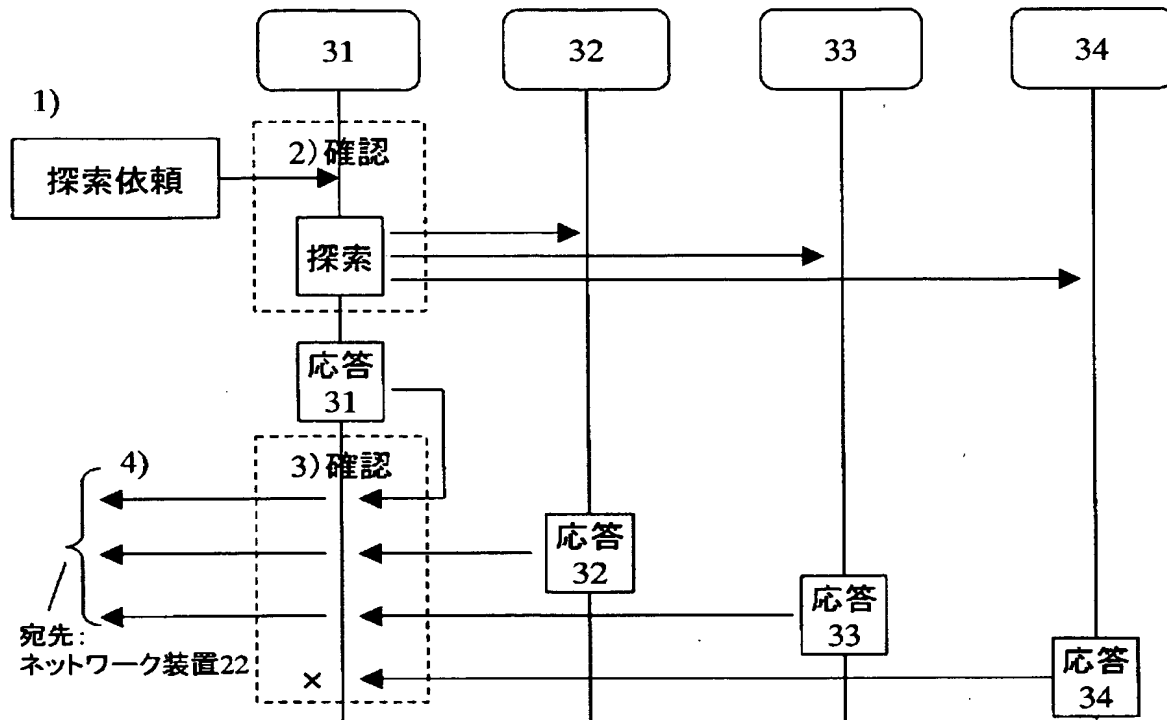 31
32
33
34
1)
2)確認
探索依頼
探索
応答
31
4)
3)確認
応答
32
応答
33
宛先:
ネットワーク装置22
×
応答
34